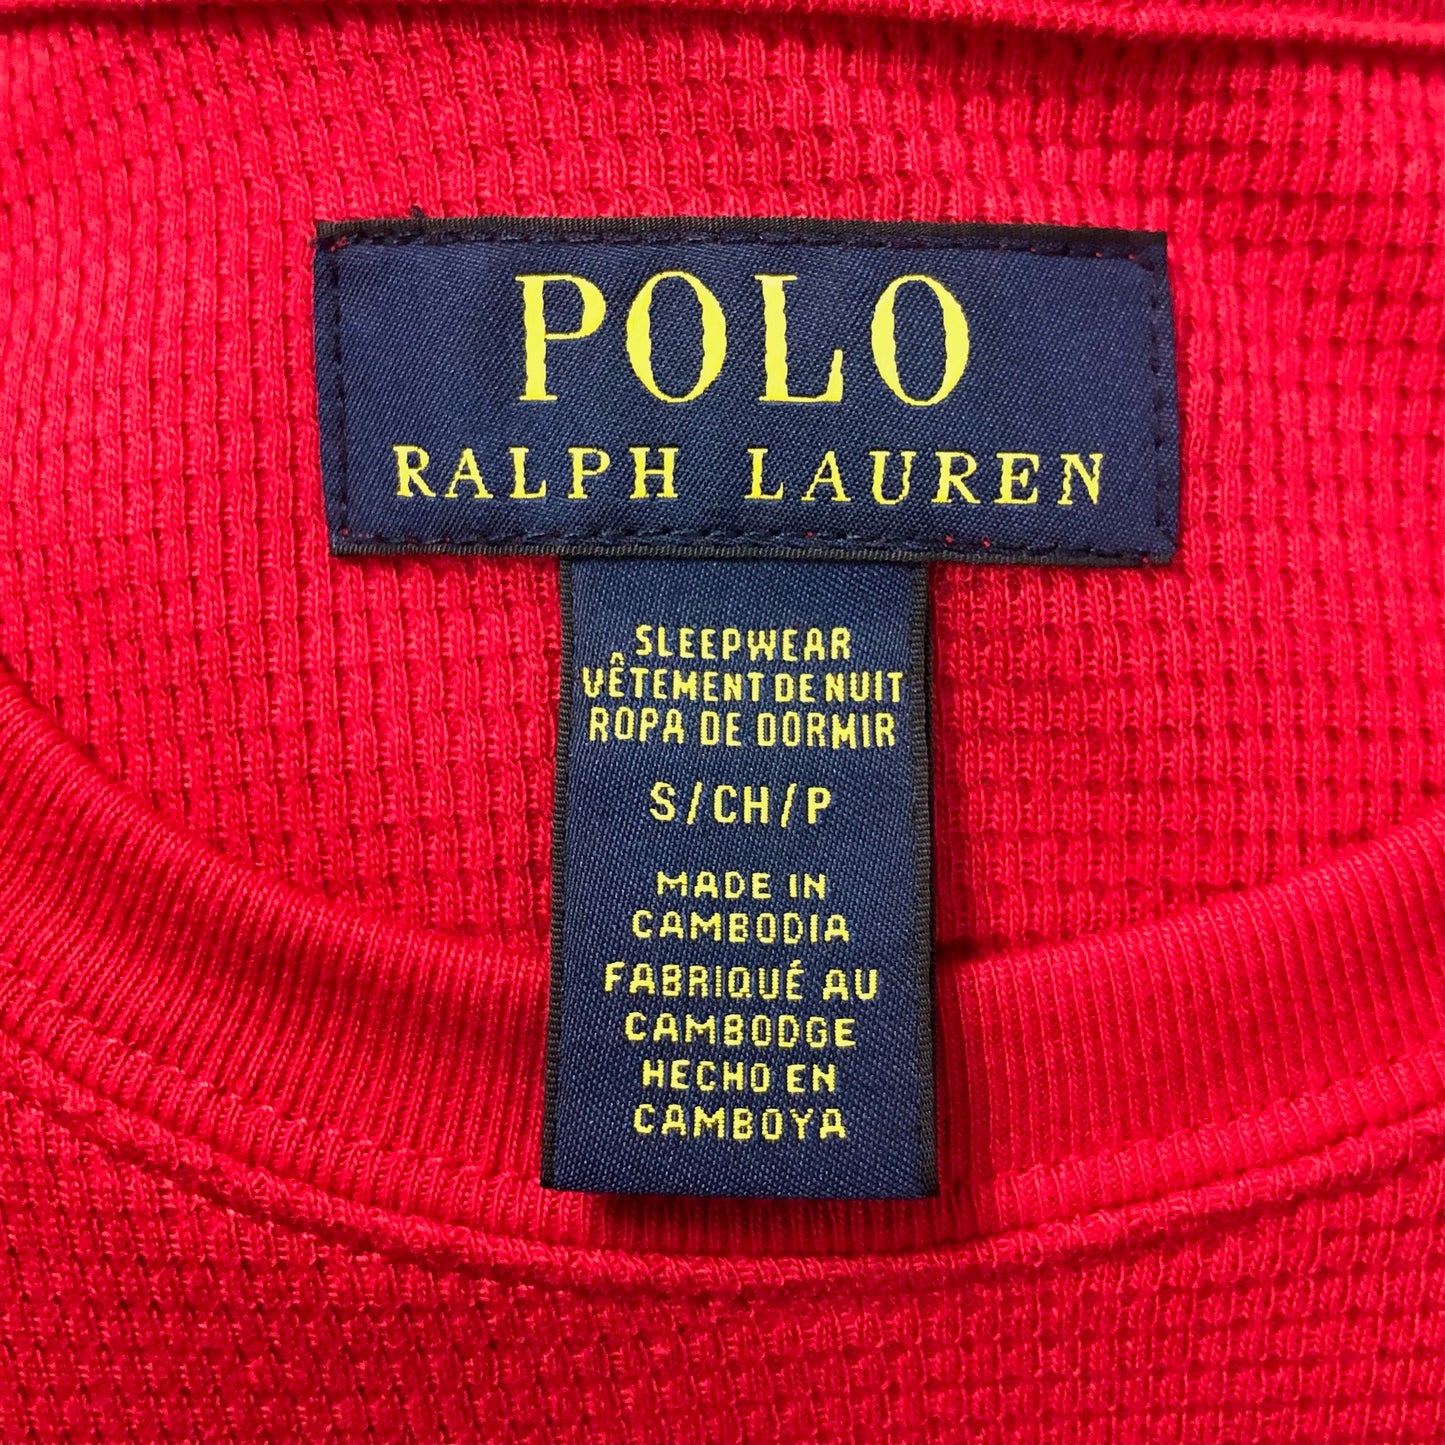 POLO
RALPH LAUREN
SLEEPWEAR
VÊTEMENT DE NUIT
ROPA DE DORMIR
S/CH/P
MADE IN
CAMBODIA
FABRIQUÉ AU
CAMBODGE
HECHO EN
CAMBOYA